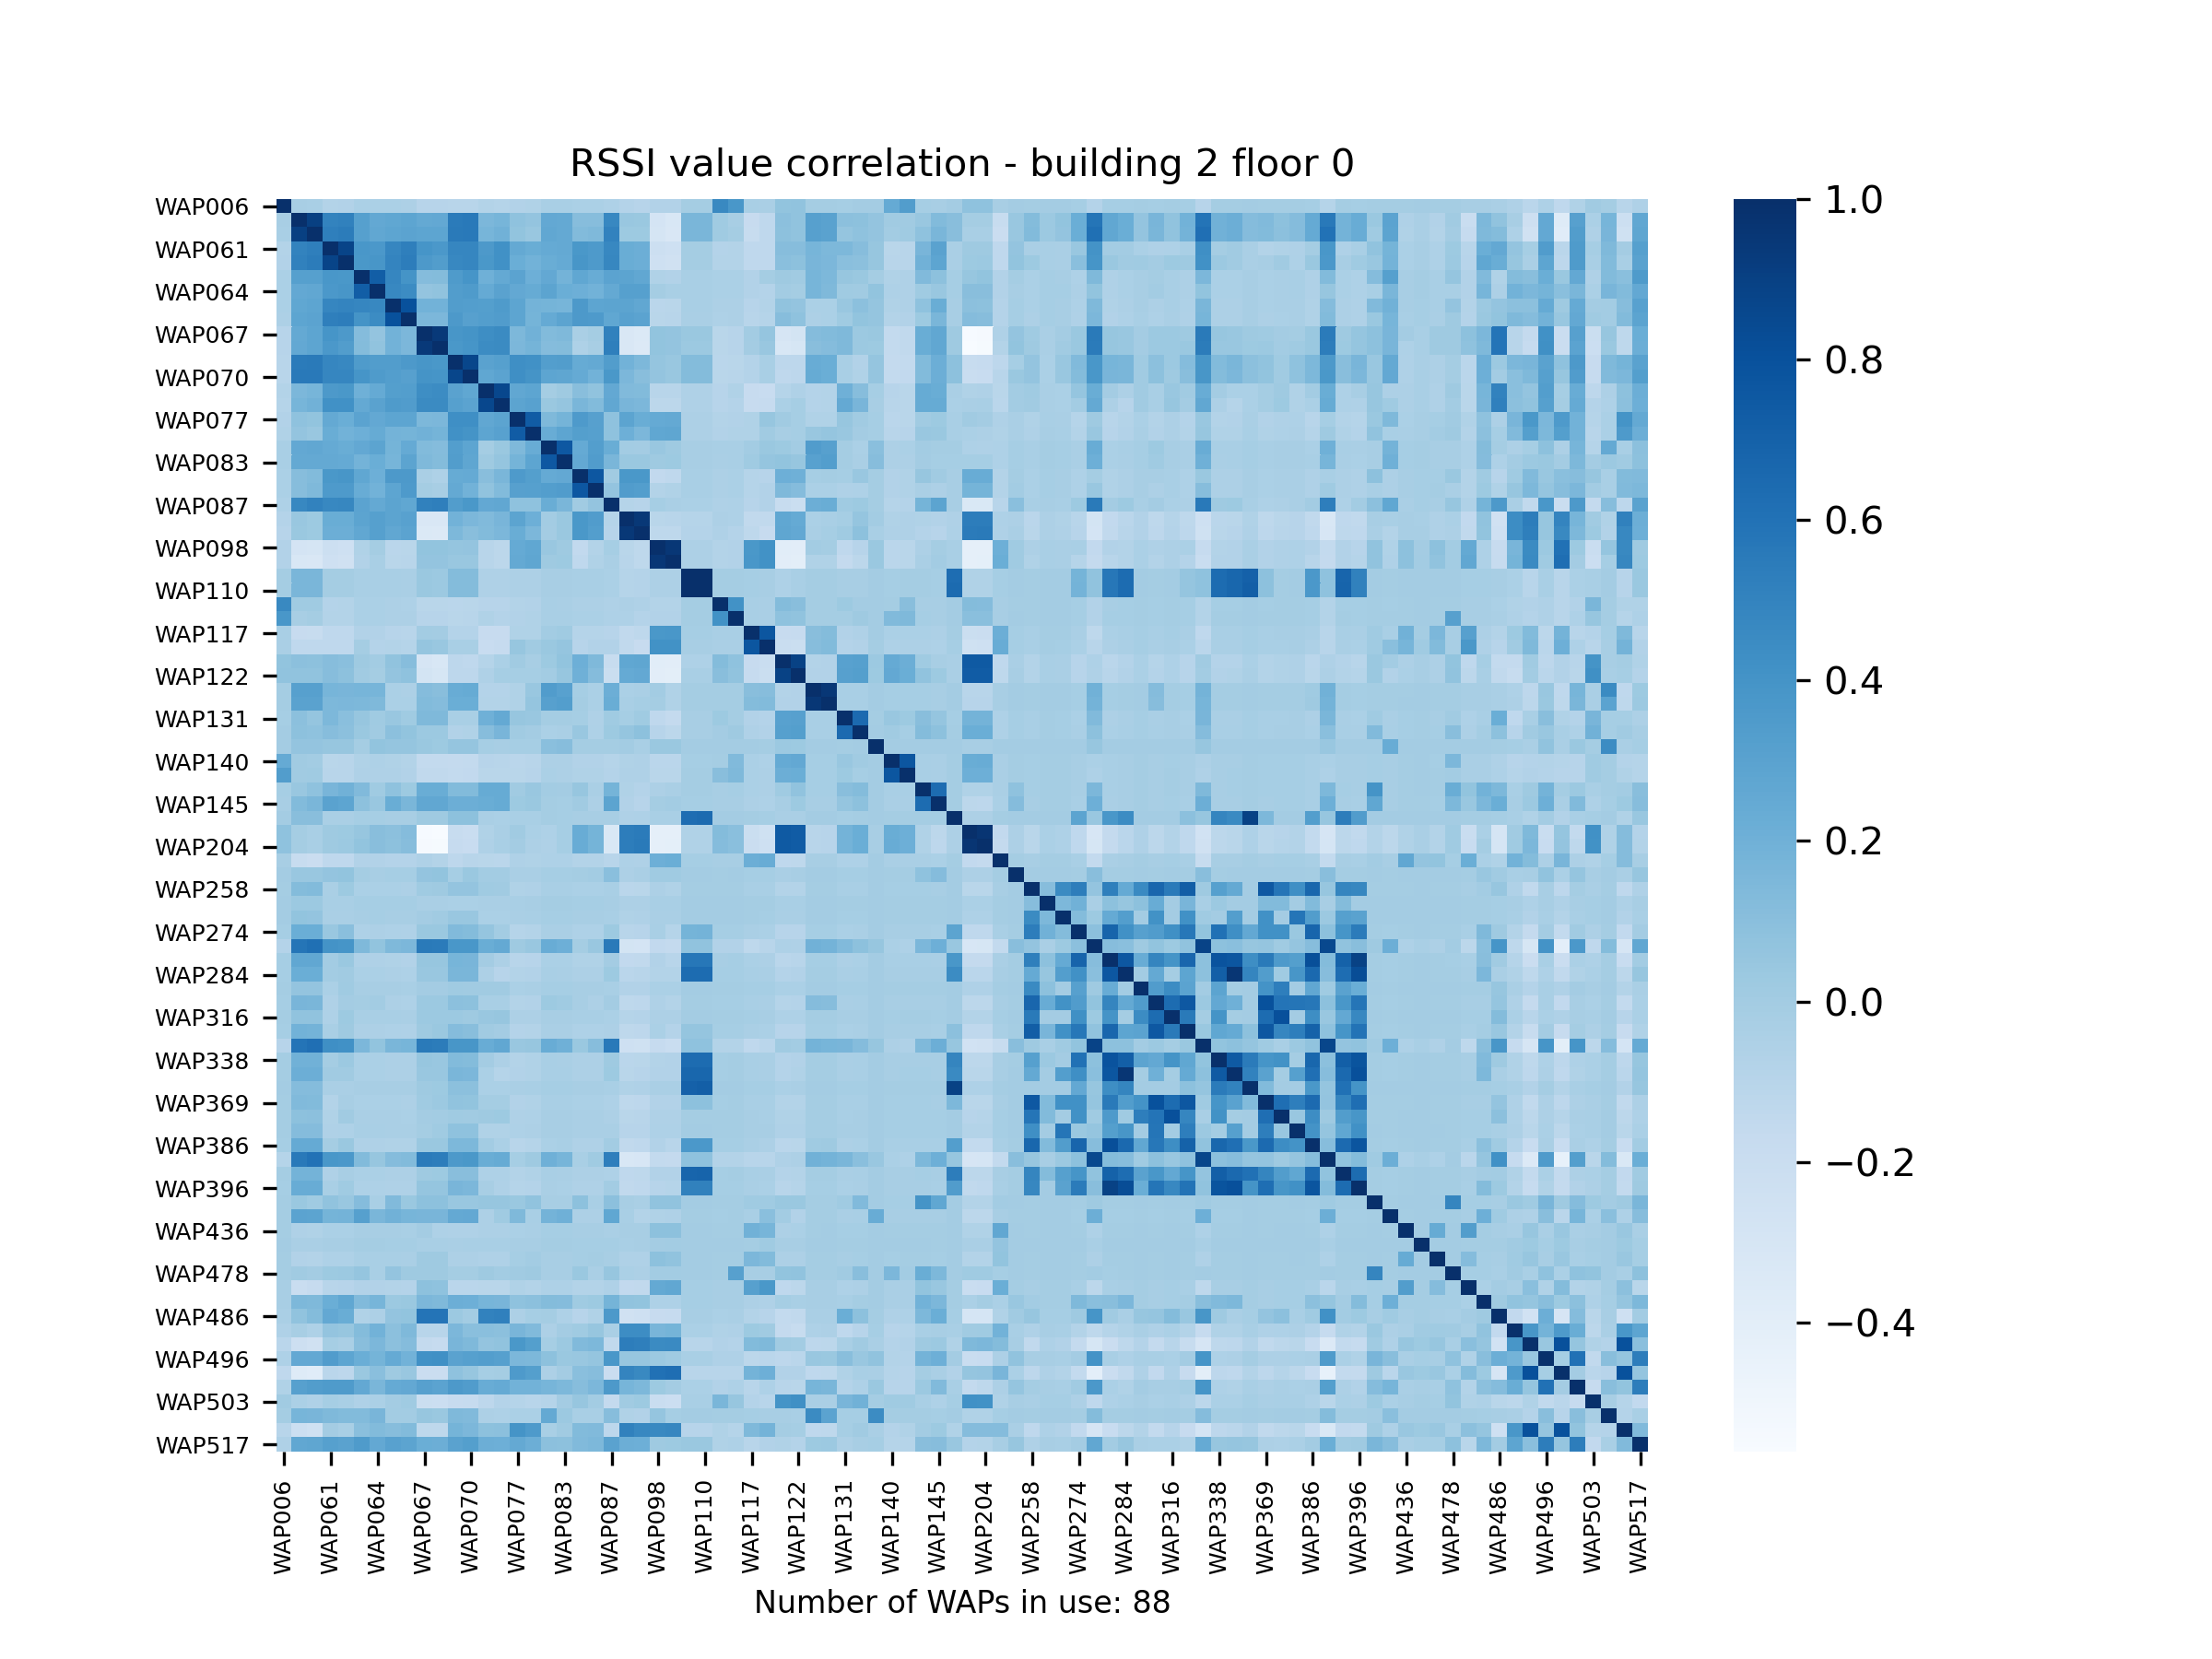 RSSI value correlation - building 2 floor 0
WAP006
WAP061
WAP064
WAP067
WAP070
WAP077
WAP083
WAP087
WAP098
WAP110
WAP117
WAP122
WAP131
WAP140
WAP145
WAP204
WAP258
WAP274
WAP284
WAP316
WAP338
WAP369
WAP386
WAP396
WAP436
WAP478
WAP486
WAP496
WAP503
WAP517
WAP006
WAP061
WAP064
WAP067
WAP070
WAP077
WAP083
WAP087
WAP098
WAP110
WAP117
WAP122
WAP131
WAP140
WAP145
WAP204
WAP258
WAP274
WAP284
WAP316
WAP338
WAP369
WAP386
WAP396
WAP436
WAP478
WAP486
WAP496
WAP503
WAP517
Number of WAPs in use: 88
1.0
0.8
0.6
0.4
0.2
0.0
−0.2
−0.4